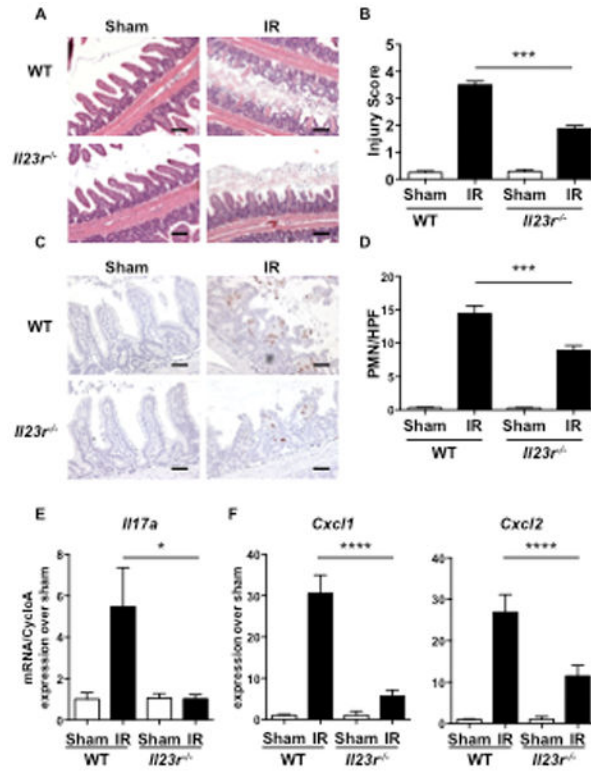 A
Sham
IR
WT
Il23r-/-
B
Injury Score
5
4
3
2
1
0
***
Sham IR Sham IR
WT
Il23r-/-
C
Sham
IR
WT
Il23r-/-
D
PMN/HPF
20
15
10
5
0
***
Sham IR Sham IR
WT
Il23r-/-
E
Il17a
mRNA/CycloA
expression over sham
8
6
4
2
0
*
Sham IR Sham IR
WT
Il23r-/-
F
Cxcl1
expression over sham
40
30
20
10
0
****
Sham IR Sham IR
WT
Il23r-/-
Cxcl2
40
30
20
10
0
****
Sham IR Sham IR
WT
Il23r-/-